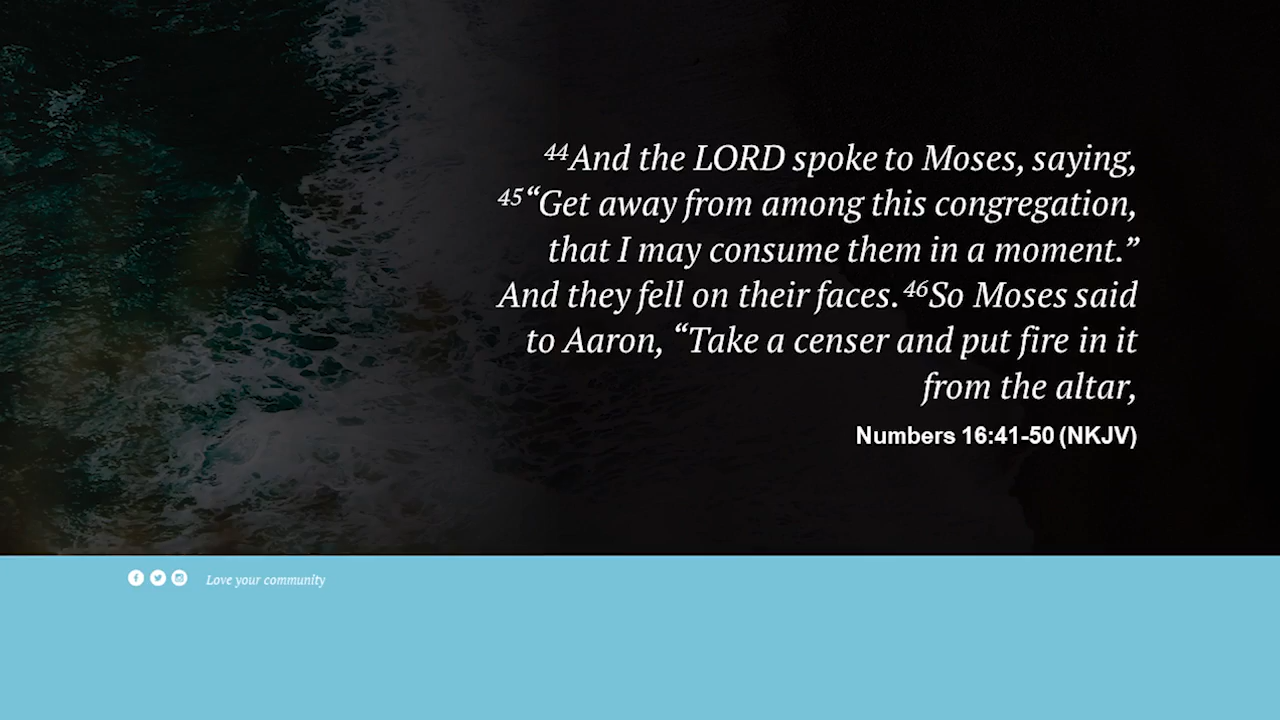 44And the LORD spoke to Moses, saying,
45“Get away from among this congregation,
that I may consume them in a moment.”
And they fell on their faces. 46So Moses said
to Aaron, “Take a censer and put fire in it
from the altar,
Numbers 16:41-50 (NKJV)
Love your community